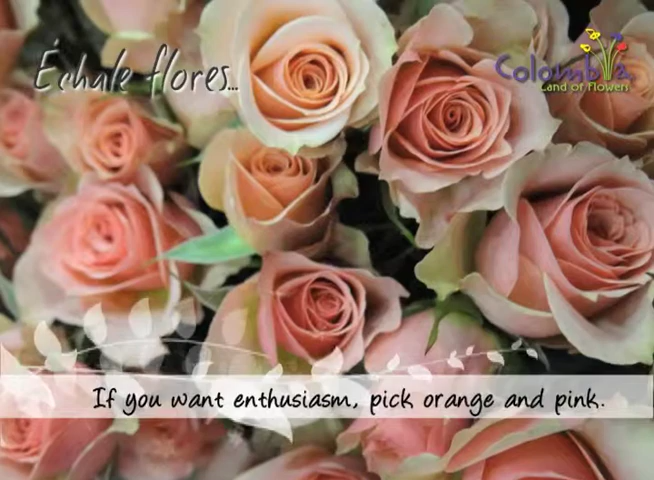 Échale flores...
Colombia
Land of Flowers
If you want enthusiasm, pick orange and pink.